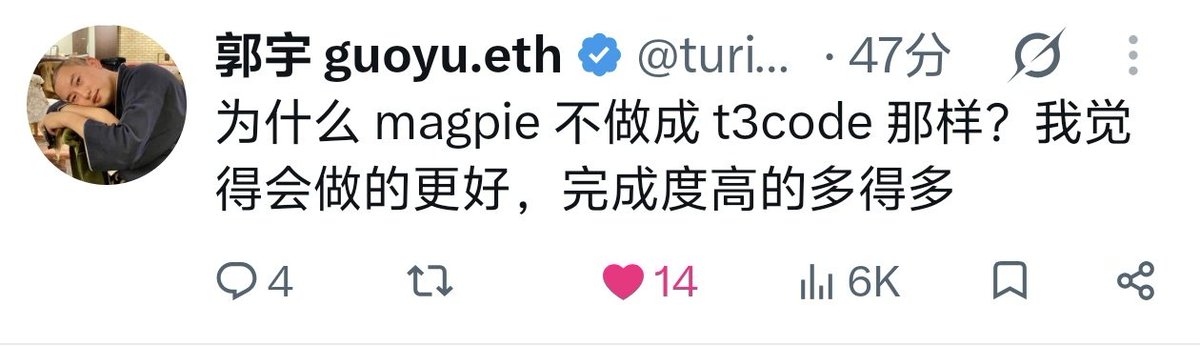 郭宇 guoyu.eth @turi... · 47分
为什么 magpie 不做成 t3code 那样？我觉
得会做的更好，完成度高的多得多
4 14 6K